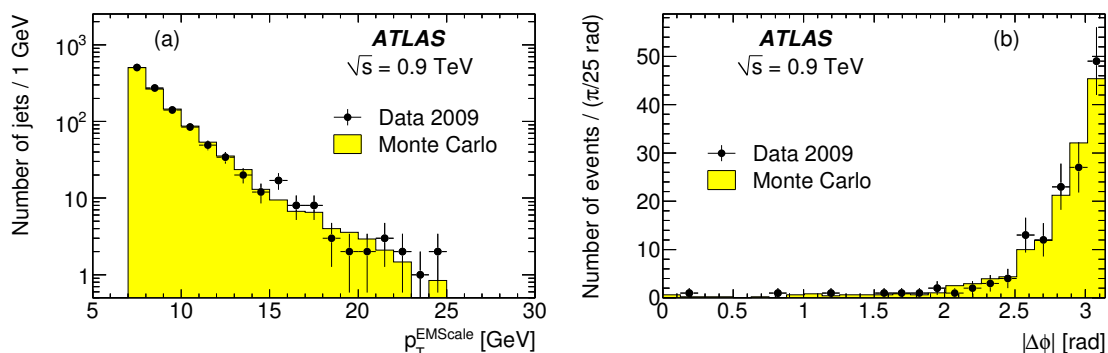 Number of jets / 1 GeV
10³
10²
10
1
(a)
ATLAS
√s = 0.9 TeV
Data 2009
Monte Carlo
5 10 15 20 25 30
p_T^EMScale [GeV]
Number of events / (π/25 rad)
50
40
30
20
10
0
ATLAS
(b)
√s = 0.9 TeV
Data 2009
Monte Carlo
0 0.5 1 1.5 2 2.5 3
|Δϕ| [rad]